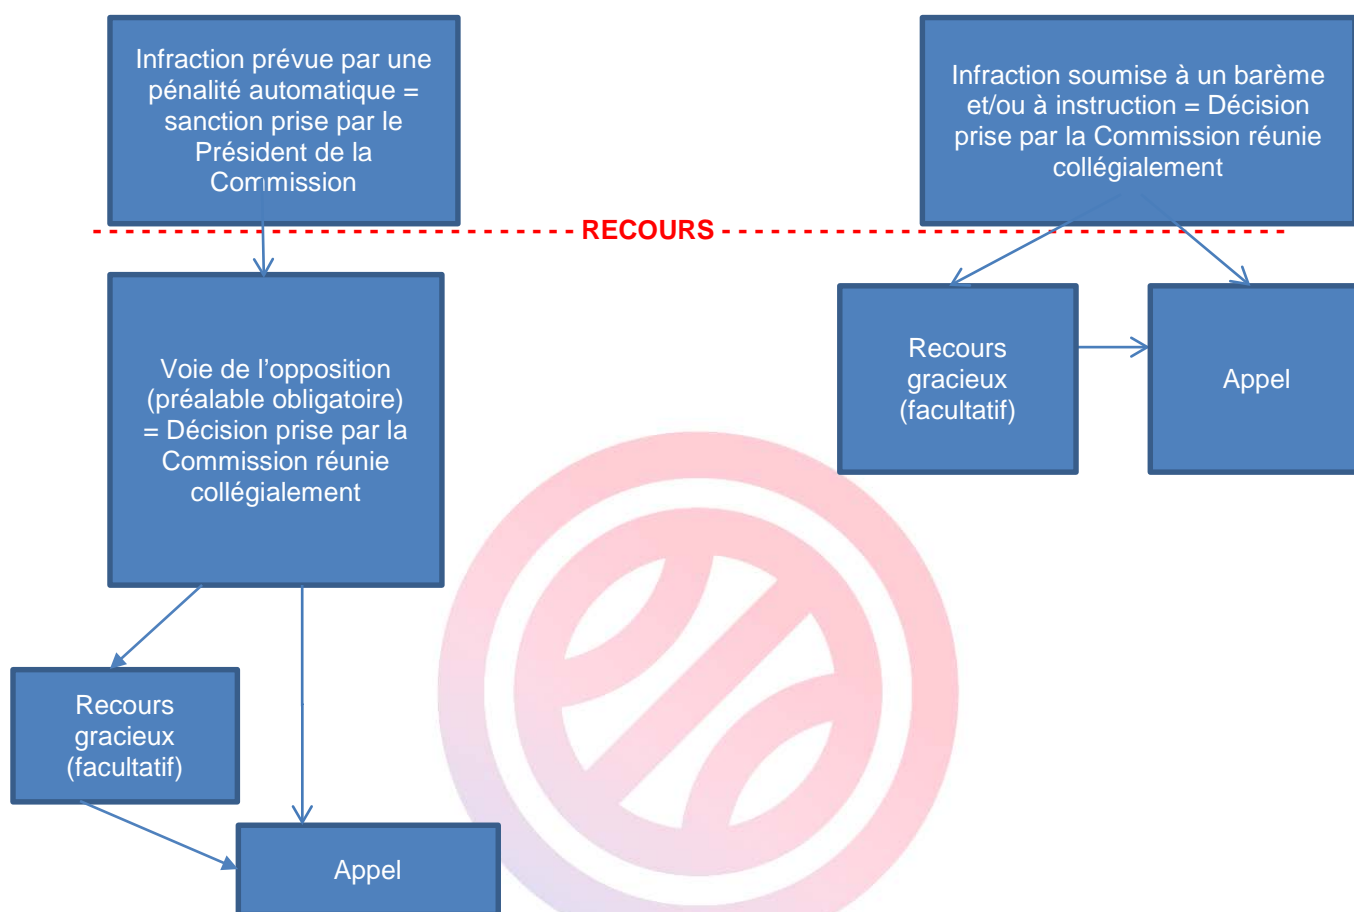 Infraction prévue par une
pénalité automatique =
sanction prise par le
Président de la
Commission
Infraction soumise à un barème
et/ou à instruction = Décision
prise par la Commission réunie
collégialement
RECOURS
Voie de l’opposition
(préalable obligatoire)
= Décision prise par la
Commission réunie
collégialement
Recours
gracieux
(facultatif)
Appel
Recours
gracieux
(facultatif)
Appel